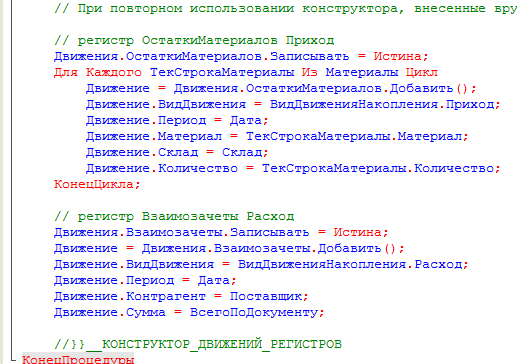 // При повторном использовании конструктора, внесенные вру
// регистр ОстаткиМатериалов Приход
Движения.ОстаткиМатериалов.Записывать = Истина;
Для Каждого ТекСтрокаМатериалы Из Материалы Цикл
Движение = Движения.ОстаткиМатериалов.Добавить();
Движение.ВидДвижения = ВидДвиженияНакопления.Приход;
Движение.Период = Дата;
Движение.Материал = ТекСтрокаМатериалы.Материал;
Движение.Склад = Склад;
Движение.Количество = ТекСтрокаМатериалы.Количество;
КонецЦикла;
// регистр Взаимозачеты Расход
Движения.Взаимозачеты.Записывать = Истина;
Движение = Движения.Взаимозачеты.Добавить();
Движение.ВидДвижения = ВидДвиженияНакопления.Расход;
Движение.Период = Дата;
Движение.Контрагент = Поставщик;
Движение.Сумма = ВсегоПоДокументу;
//}}__КОНСТРУКТОР_ДВИЖЕНИЙ_РЕГИСТРОВ
КонецПроцедуры